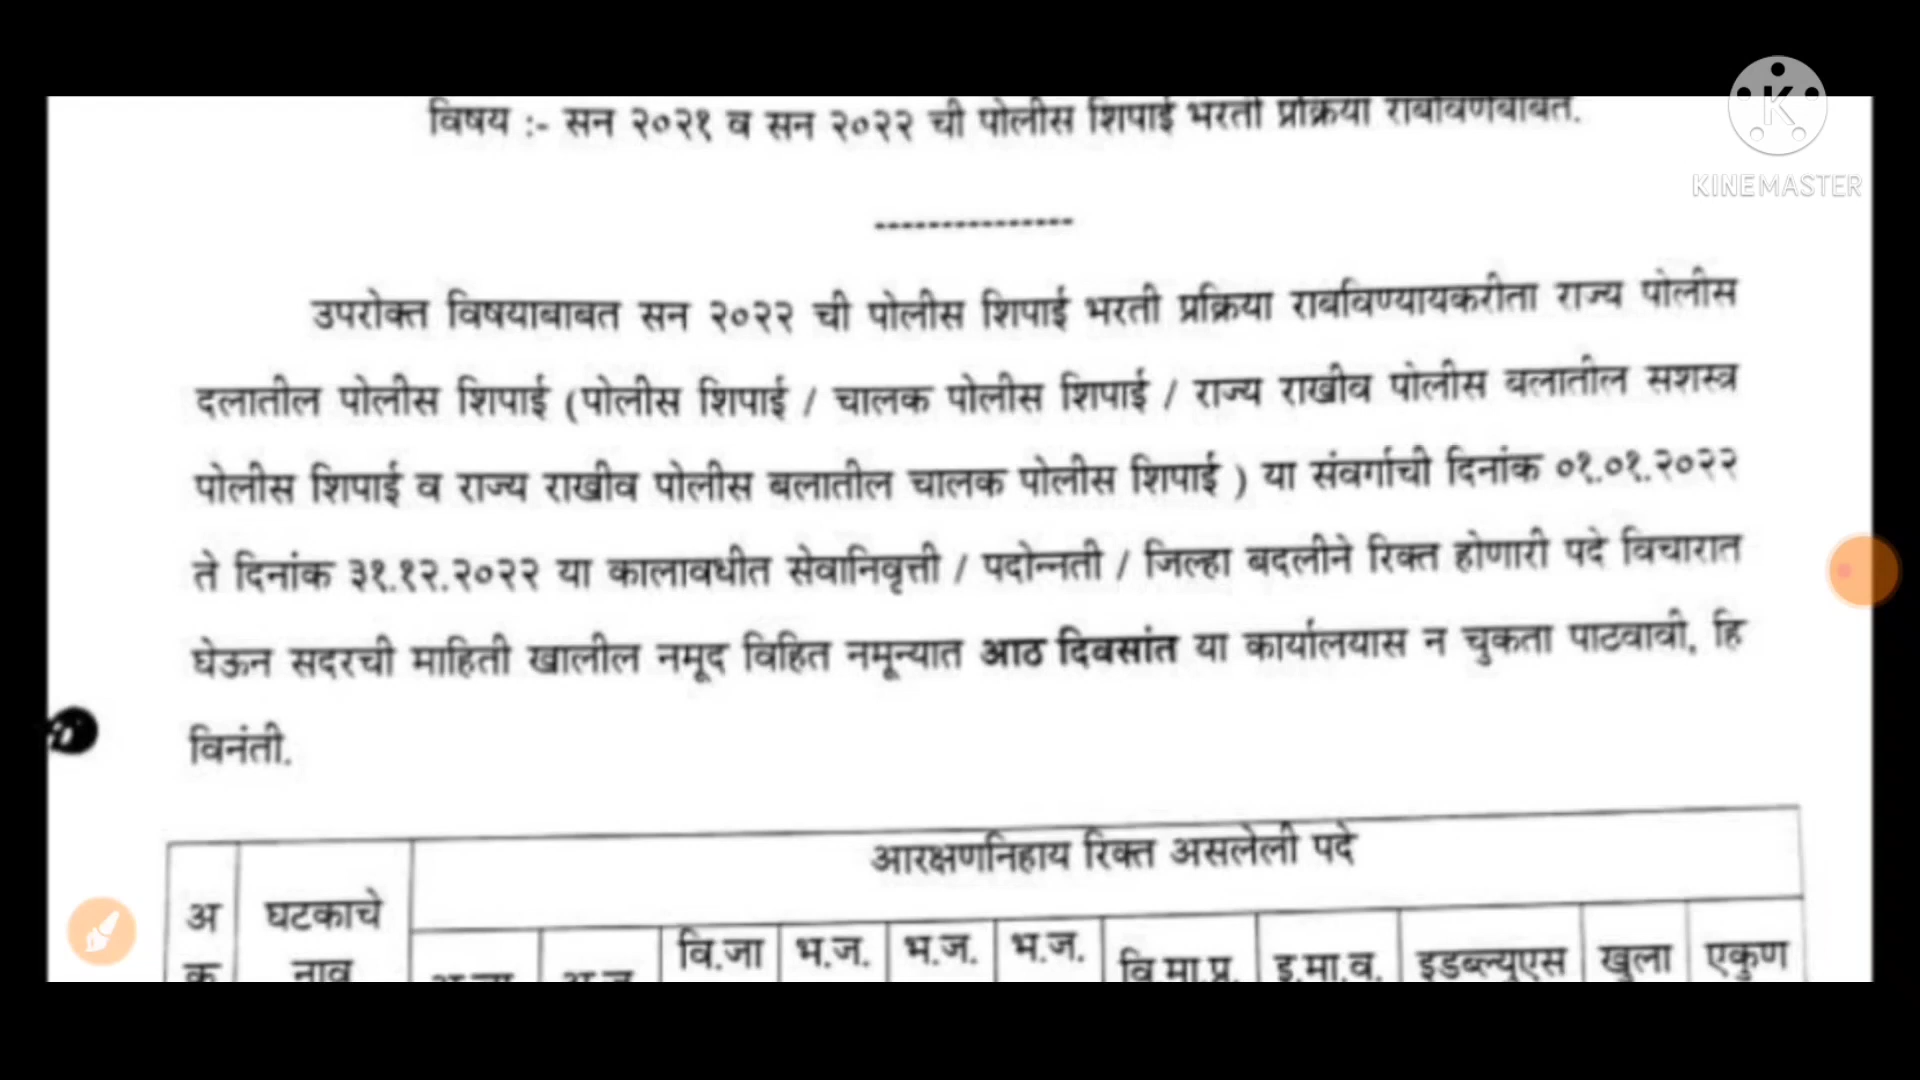 विषय :- सन २०२१ व सन २०२२ ची पोलीस शिपाई भरती प्रक्रिया राबविणेबाबत.
KINEMASTER
---------------
उपरोक्त विषयाबाबत सन २०२२ ची पोलीस शिपाई भरती प्रक्रिया राबविण्यायकरीता राज्य पोलीस
दलातील पोलीस शिपाई (पोलीस शिपाई / चालक पोलीस शिपाई / राज्य राखीव पोलीस बलातील सशस्त्र
पोलीस शिपाई व राज्य राखीव पोलीस बलातील चालक पोलीस शिपाई ) या संवर्गाची दिनांक ०१.०१.२०२२
ते दिनांक ३१.१२.२०२२ या कालावधीत सेवानिवृत्ती / पदोन्नती / जिल्हा बदलीने रिक्त होणारी पदे विचारात
घेऊन सदरची माहिती खालील नमूद विहित नमून्यात आठ दिवसांत या कार्यालयास न चुकता पाठवावी, हि
विनंती.
आरक्षणनिहाय रिक्त असलेली पदे
अ घटकाचे
क नाव वि.जा भ.ज. भ.ज. भ.ज. वि.मा.प्र. इ.मा.व. इडब्ल्युएस खुला एकुण